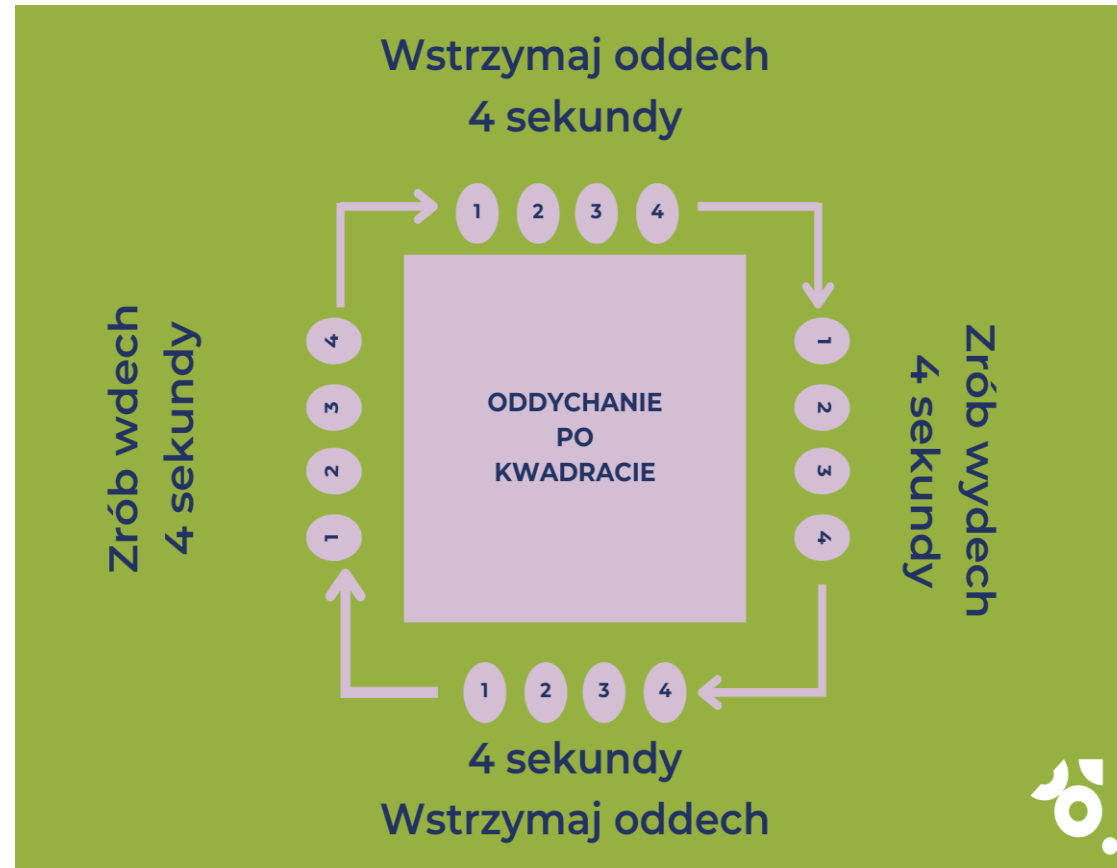 Wstrzymaj oddech
4 sekundy
1 2 3 4
Zrób wdech
4 sekundy
4
3
2
1
ODDYCHANIE
PO
KWADRACIE
1
2
3
4
Zrób wydech
4 sekundy
1 2 3 4
4 sekundy
Wstrzymaj oddech